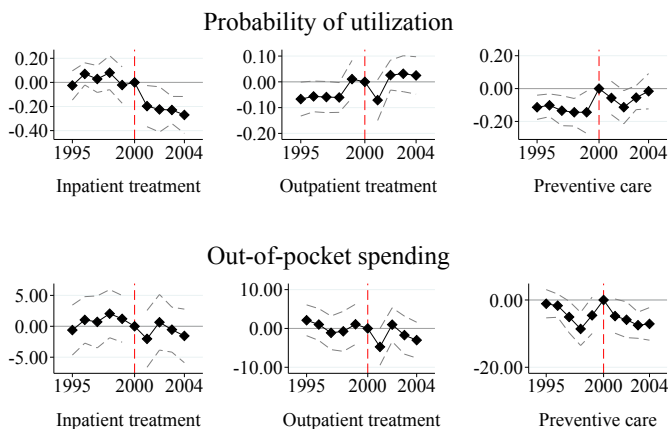 Probability of utilization
0.20
0.00
-0.20
-0.40
1995 2000 2004
Inpatient treatment
0.10
0.00
-0.10
-0.20
1995 2000 2004
Outpatient treatment
0.20
0.00
-0.20
1995 2000 2004
Preventive care
Out-of-pocket spending
5.00
0.00
-5.00
1995 2000 2004
Inpatient treatment
10.00
0.00
-10.00
1995 2000 2004
Outpatient treatment
0.00
-20.00
1995 2000 2004
Preventive care